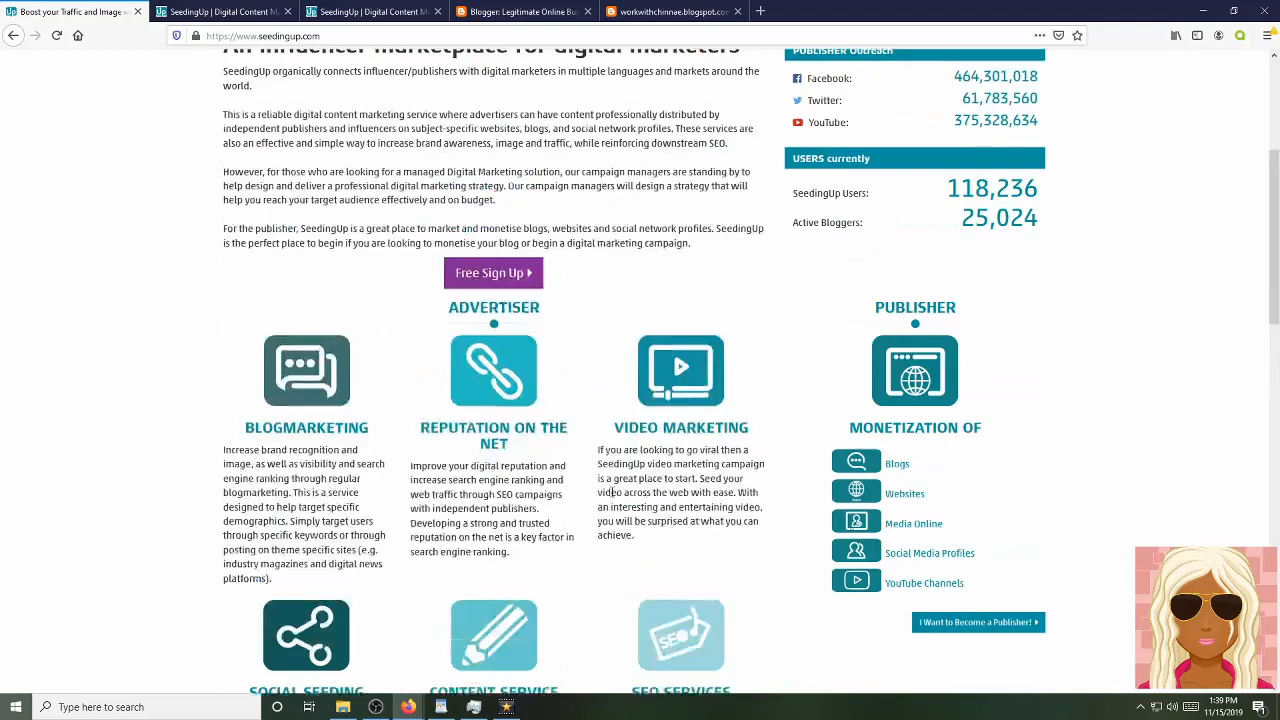 Boost your Traffic and Image w
SeedingUp | Digital Content M
SeedingUp | Digital Content M
Blogger: Legitimate Online Bu
workwithchinnae.blogspot.com
https://www.seedingup.com
An influencer marketplace for digital marketers
SeedingUp organically connects influencer/publishers with digital marketers in multiple languages and markets around the
world.
This is a reliable digital content marketing service where advertisers can have content professionally distributed by
independent publishers and influencers on subject-specific websites, blogs, and social network profiles. These services are
also an effective and simple way to increase brand awareness, image and traffic, while reinforcing downstream SEO.
However, for those who are looking for a managed Digital Marketing solution, our campaign managers are standing by to
help design and deliver a professional digital marketing strategy. Our campaign managers will design a strategy that will
help you reach your target audience effectively and on budget.
For the publisher, SeedingUp is a great place to market and monetise blogs, websites and social network profiles. SeedingUp
is the perfect place to begin if you are looking to monetise your blog or begin a digital marketing campaign.
Free Sign Up
PUBLISHER Outreach
Facebook: 464,301,018
Twitter: 61,783,560
YouTube: 375,328,634
USERS currently
SeedingUp Users: 118,236
Active Bloggers: 25,024
ADVERTISER
BLOGMARKETING
Increase brand recognition and
image, as well as visibility and search
engine ranking through regular
blogmarketing. This is a service
designed to help target specific
demographics. Simply target users
through specific keywords or through
posting on theme specific sites (e.g.
industry magazines and digital news
platforms).
REPUTATION ON THE
NET
Improve your digital reputation and
increase search engine ranking and
web traffic through SEO campaigns
with independent publishers.
Developing a strong and trusted
reputation on the net is a key factor in
search engine ranking.
VIDEO MARKETING
If you are looking to go viral then a
SeedingUp video marketing campaign
is a great place to start. Seed your
video across the web with ease. With
an interesting and entertaining video,
you will be surprised at what you can
achieve.
PUBLISHER
MONETIZATION OF
Blogs
Websites
Media Online
Social Media Profiles
YouTube Channels
I Want to Become a Publisher!
SEO
SOCIAL SEEDING
CONTENT SERVICE
SEO SERVICES
Type here to search
1:39 PM
11/15/2019